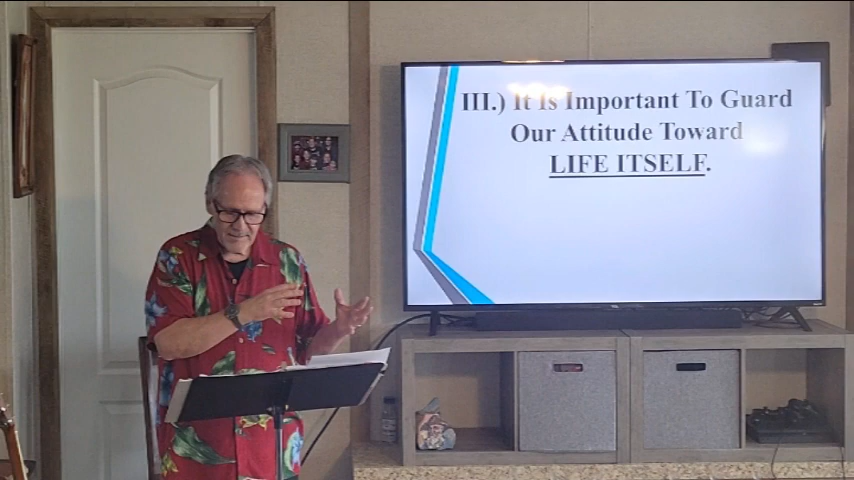 III.) It Is Important To Guard
Our Attitude Toward
LIFE ITSELF.